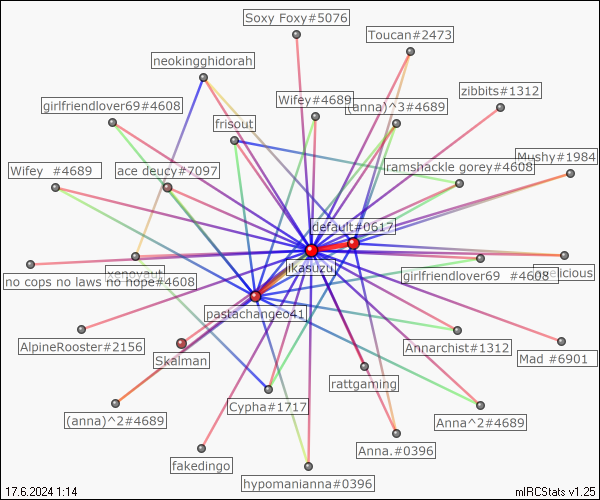 Soxy Foxy#5076
Toucan#2473
neokingghidorah
zibbits#1312
girlfriendlover69#4608
Wifey#4689
(anna)^3#4689
frisout
Mushy#1984
Wifey  #4689
ace deucy#7097
ramshackle gorey#4608
default#0617
ikasuzu
no cops no laws no hope#4608
xenoyaut
girlfriendlover69  #4608
pastachangeo41
AlpineRooster#2156
Skalman
Annarchist#1312
Mad #6901
rattgaming
(anna)^2#4689
Cypha#1717
Anna^2#4689
Anna.#0396
fakedingo
hypomanianna#0396
17.6.2024 1:14
mIRCStats v1.25